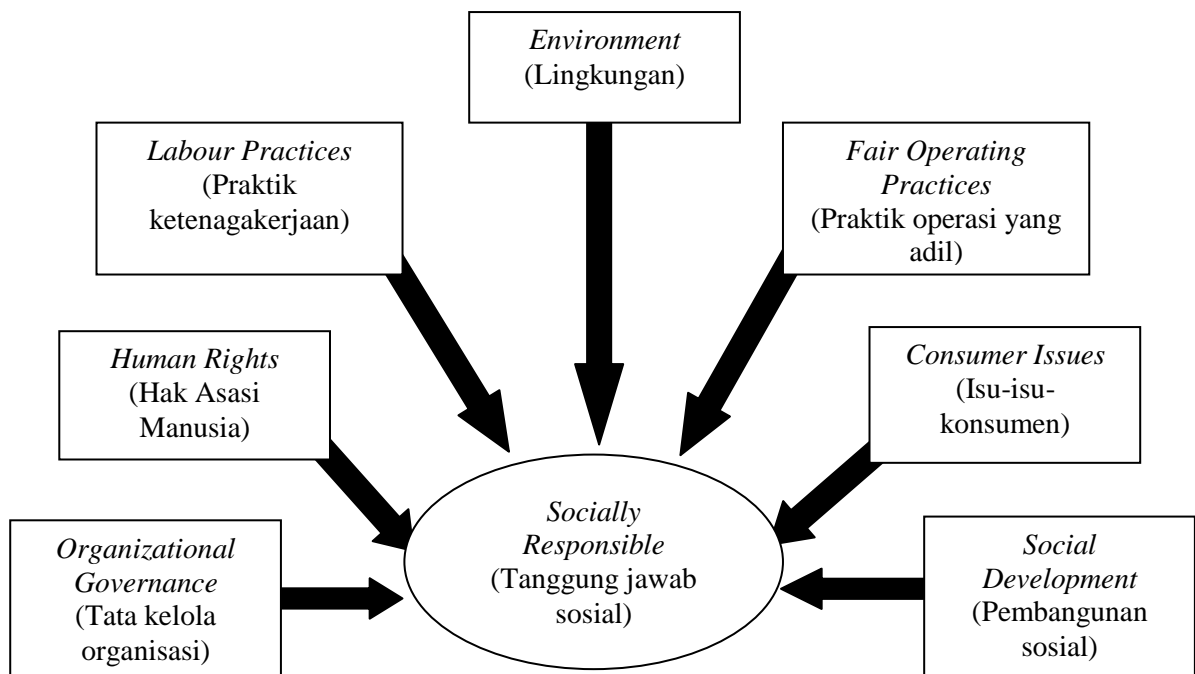 Environment
(Lingkungan)
Labour Practices
(Praktik
ketenagakerjaan)
Fair Operating
Practices
(Praktik operasi yang
adil)
Human Rights
(Hak Asasi
Manusia)
Consumer Issues
(Isu-isu-
konsumen)
Organizational
Governance
(Tata kelola
organisasi)
Socially
Responsible
(Tanggung jawab
sosial)
Social
Development
(Pembangunan
sosial)